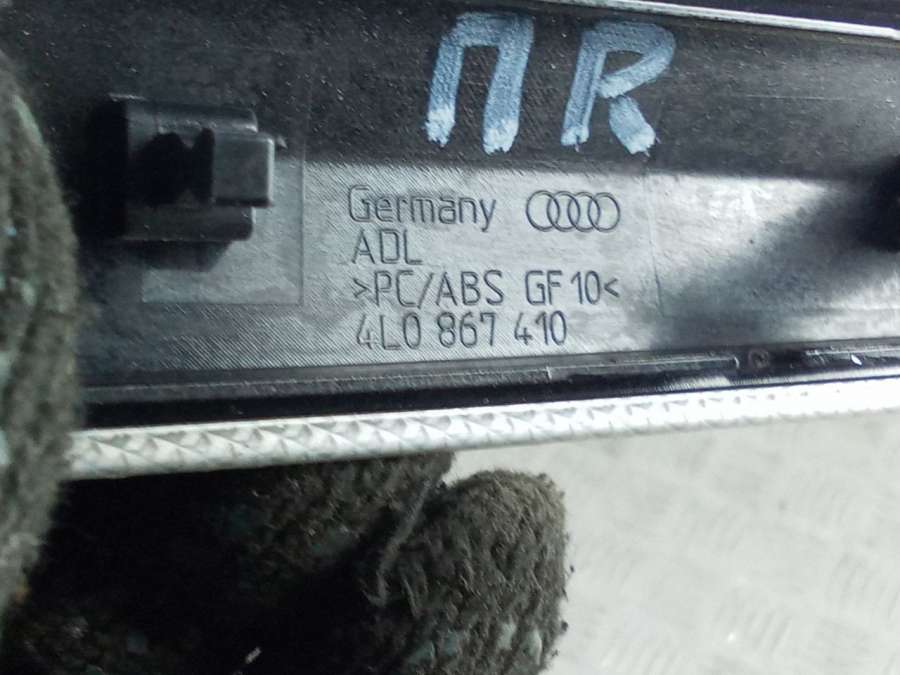 ПR
Germany
ADL
>PC/ABS GF10<
4L0 867 410